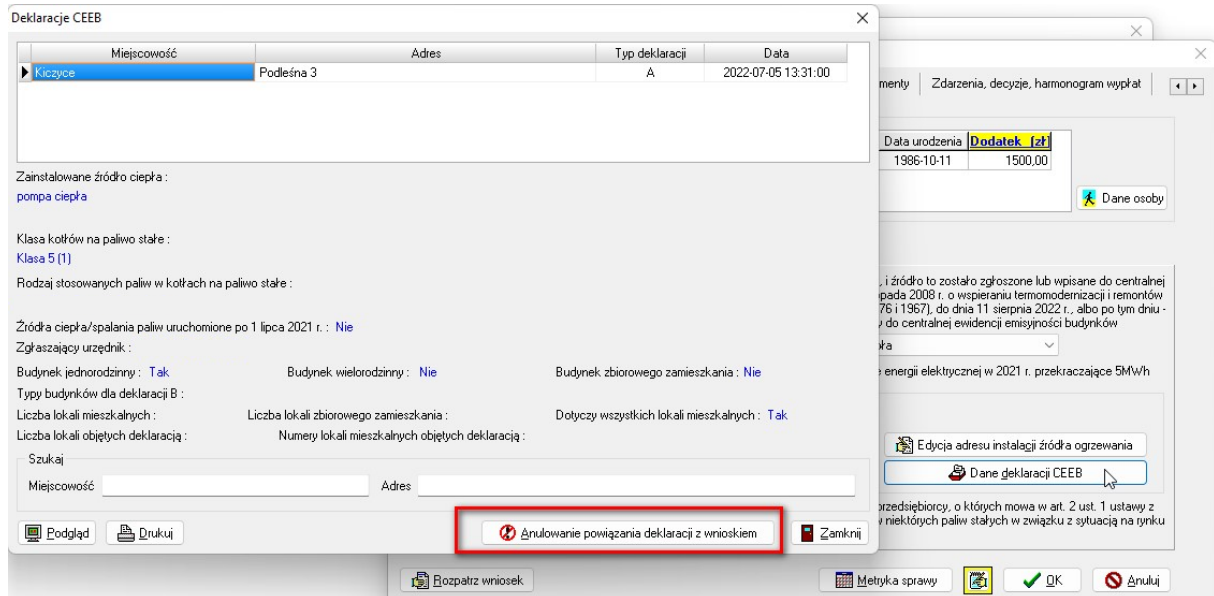 Deklaracje CEEB
Miejscowość Adres Typ deklaracji Data
Kiczyce Podleśna 3 A 2022-07-05 13:31:00
Zainstalowane źródło ciepła :
pompa ciepła
Klasa kotłów na paliwo stałe :
Klasa 5 (1)
Rodzaj stosowanych paliw w kotłach na paliwo stałe :
Źródła ciepła/spalania paliw uruchomione po 1 lipca 2021 r. : Nie
Zgłaszający urzędnik :
Budynek jednorodzinny : Tak Budynek wielorodzinny : Nie Budynek zbiorowego zamieszkania : Nie
Typy budynków dla deklaracji B :
Liczba lokali mieszkalnych : Liczba lokali zbiorowego zamieszkania : Dotyczy wszystkich lokali mieszkalnych : Tak
Liczba lokali objętych deklaracją : Numery lokali mieszkalnych objętych deklaracją :
Szukaj
Miejscowość Adres
Podgląd Drukuj Anulowanie powiązania deklaracji z wnioskiem Zamknij
menty Zdarzenia, decyzje, harmonogram wypłat
Data urodzenia Dodatek [zł]
1986-10-11 1500,00
Dane osoby
, i źródło to zostało zgłoszone lub wpisane do centralnej
opada 2008 r. o wspieraniu termomodernizacji i remontów
76 i 1967), do dnia 11 sierpnia 2022 r., albo po tym dniu -
y do centralnej ewidencji emisyjności budynków
ła
e energii elektrycznej w 2021 r. przekraczające 5MWh
Edycja adresu instalacji źródła ogrzewania
Dane deklaracji CEEB
przedsiębiorcy, o których mowa w art. 2 ust. 1 ustawy z
niektórych paliw stałych w związku z sytuacją na rynku
Rozpatrz wniosek Metryka sprawy OK Anuluj